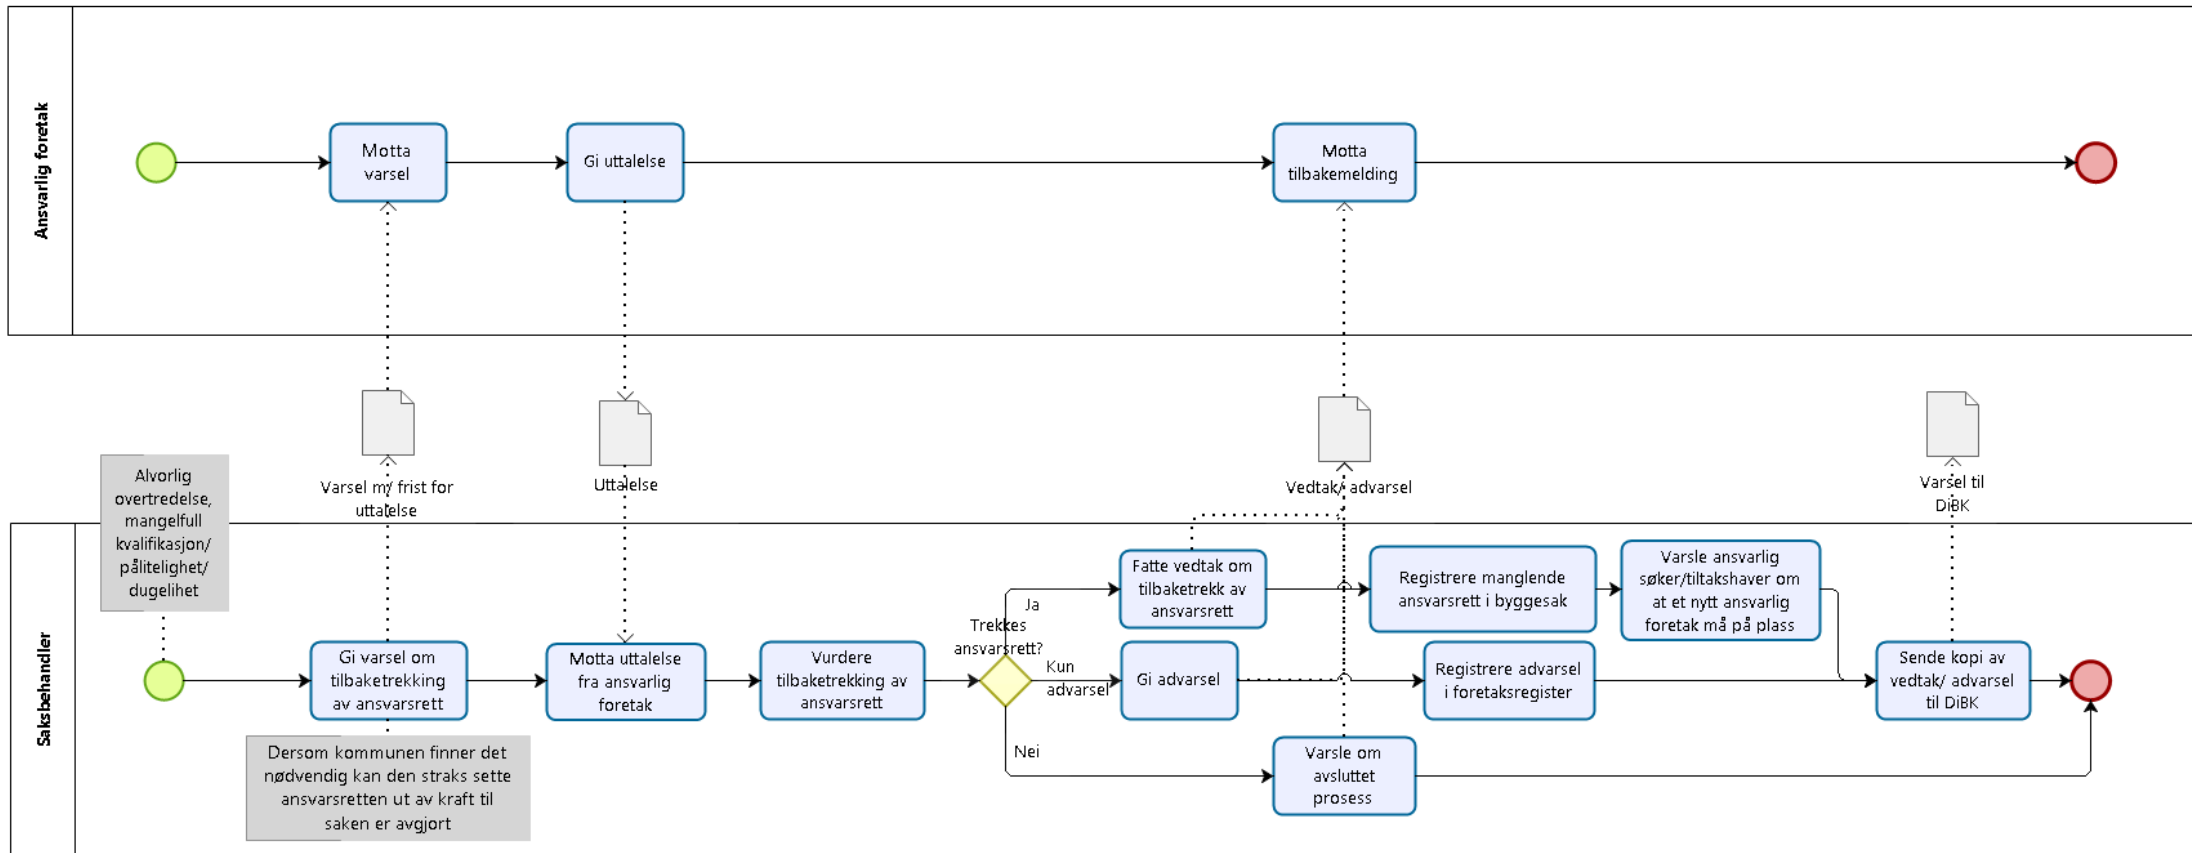 Ansvarlig foretak
Motta
varsel
Gi uttalelse
Motta
tilbakemelding
Varsel m/ frist for
uttalelse
Uttalelse
Vedtak/ advarsel
Varsel til
DiBK
Saksbehandler
Alvorlig
overtredelse,
mangelfull
kvalifikasjon/
pålitelighet/
dugelihet
Gi varsel om
tilbaketrekking
av ansvarsrett
Dersom kommunen finner det
nødvendig kan den straks sette
ansvarsretten ut av kraft til
saken er avgjort
Motta uttalelse
fra ansvarlig
foretak
Vurdere
tilbaketrekking av
ansvarsrett
Trekkes
ansvarsrett?
Ja
Fatte vedtak om
tilbaketrekk av
ansvarsrett
Registrere manglende
ansvarsrett i byggesak
Varsle ansvarlig
søker/tiltakshaver om
at et nytt ansvarlig
foretak må på plass
Kun
advarsel
Gi advarsel
Registrere advarsel
i foretaksregister
Sende kopi av
vedtak/ advarsel
til DiBK
Nei
Varsle om
avsluttet
prosess